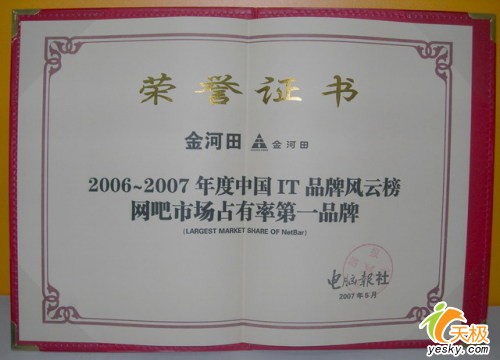 荣誉证书
金河田 金河田
2006~2007 年度中国 IT 品牌风云榜
网吧市场占有率第一品牌
(LARGEST MARKET SHARE OF NetBar)
电脑报社
2007年5月
天极
yesky.com